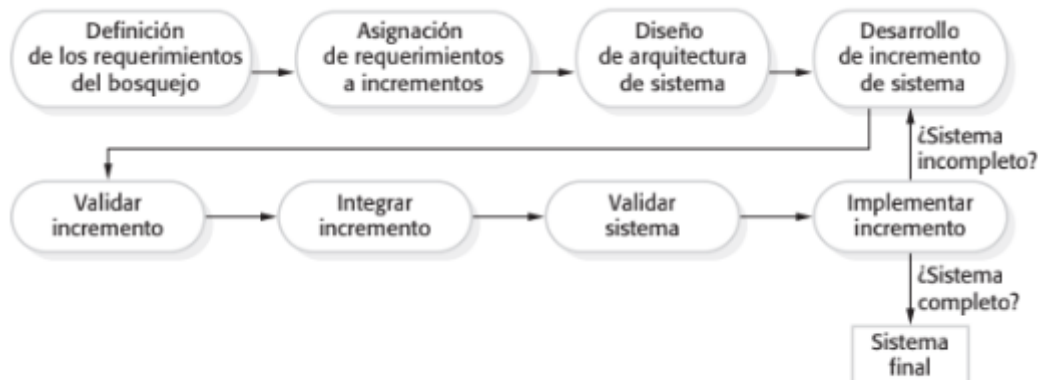 Definición
de los requerimientos
del bosquejo
Asignación
de requerimientos
a incrementos
Diseño
de arquitectura
de sistema
Desarrollo
de incremento
de sistema
¿Sistema
incompleto?
Validar
incremento
Integrar
incremento
Validar
sistema
Implementar
incremento
¿Sistema
completo?
Sistema
final